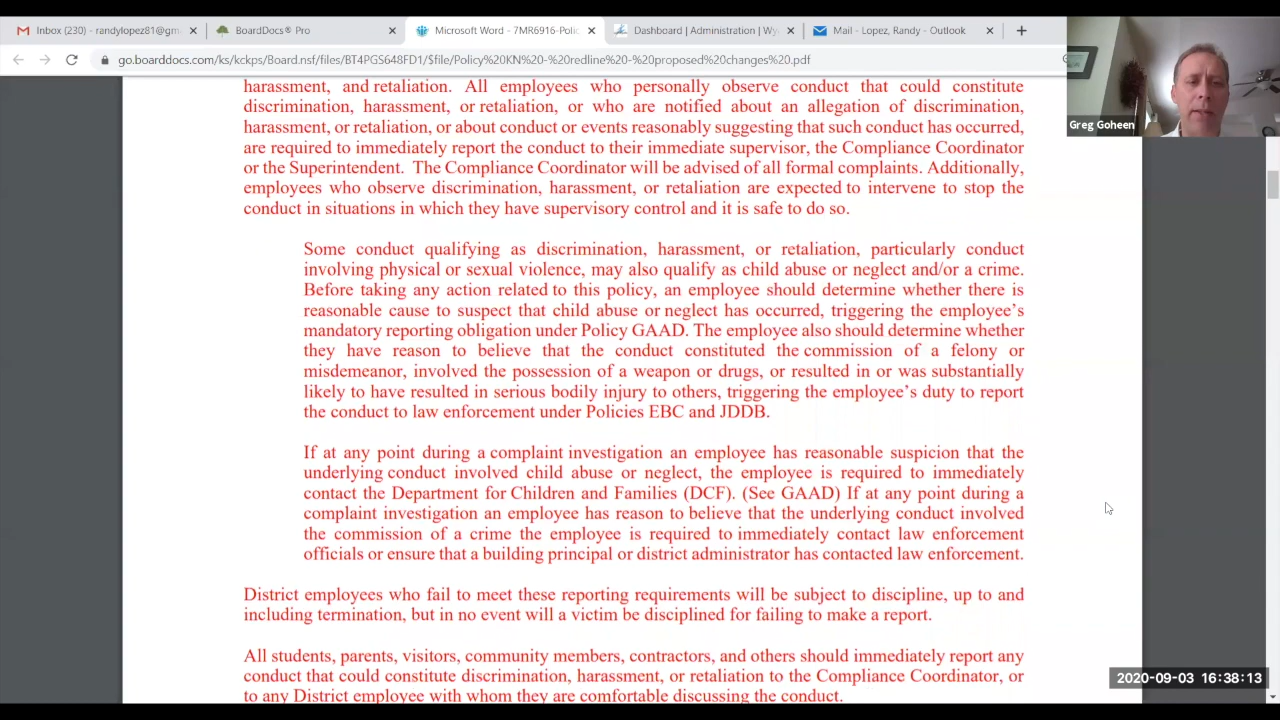 Inbox (230) - randylopez81@gm
BoardDocs® Pro
Microsoft Word - 7MR6916-Polic
Dashboard | Administration | Wy
Mail - Lopez, Randy - Outlook
go.boarddocs.com/ks/kckps/Board.nsf/files/BT4PGS648FD1/$file/Policy%20KN%20-%20redline%20-%20proposed%20changes%20.pdf
Greg Goheen
harassment, and retaliation. All employees who personally observe conduct that could constitute
discrimination, harassment, or retaliation, or who are notified about an allegation of discrimination,
harassment, or retaliation, or about conduct or events reasonably suggesting that such conduct has occurred,
are required to immediately report the conduct to their immediate supervisor, the Compliance Coordinator
or the Superintendent. The Compliance Coordinator will be advised of all formal complaints. Additionally,
employees who observe discrimination, harassment, or retaliation are expected to intervene to stop the
conduct in situations in which they have supervisory control and it is safe to do so.
Some conduct qualifying as discrimination, harassment, or retaliation, particularly conduct
involving physical or sexual violence, may also qualify as child abuse or neglect and/or a crime.
Before taking any action related to this policy, an employee should determine whether there is
reasonable cause to suspect that child abuse or neglect has occurred, triggering the employee's
mandatory reporting obligation under Policy GAAD. The employee also should determine whether
they have reason to believe that the conduct constituted the commission of a felony or
misdemeanor, involved the possession of a weapon or drugs, or resulted in or was substantially
likely to have resulted in serious bodily injury to others, triggering the employee's duty to report
the conduct to law enforcement under Policies EBC and JDDB.
If at any point during a complaint investigation an employee has reasonable suspicion that the
underlying conduct involved child abuse or neglect, the employee is required to immediately
contact the Department for Children and Families (DCF). (See GAAD) If at any point during a
complaint investigation an employee has reason to believe that the underlying conduct involved
the commission of a crime the employee is required to immediately contact law enforcement
officials or ensure that a building principal or district administrator has contacted law enforcement.
District employees who fail to meet these reporting requirements will be subject to discipline, up to and
including termination, but in no event will a victim be disciplined for failing to make a report.
All students, parents, visitors, community members, contractors, and others should immediately report any
conduct that could constitute discrimination, harassment, or retaliation to the Compliance Coordinator, or
to any District employee with whom they are comfortable discussing the conduct.
2020-09-03 16:38:13